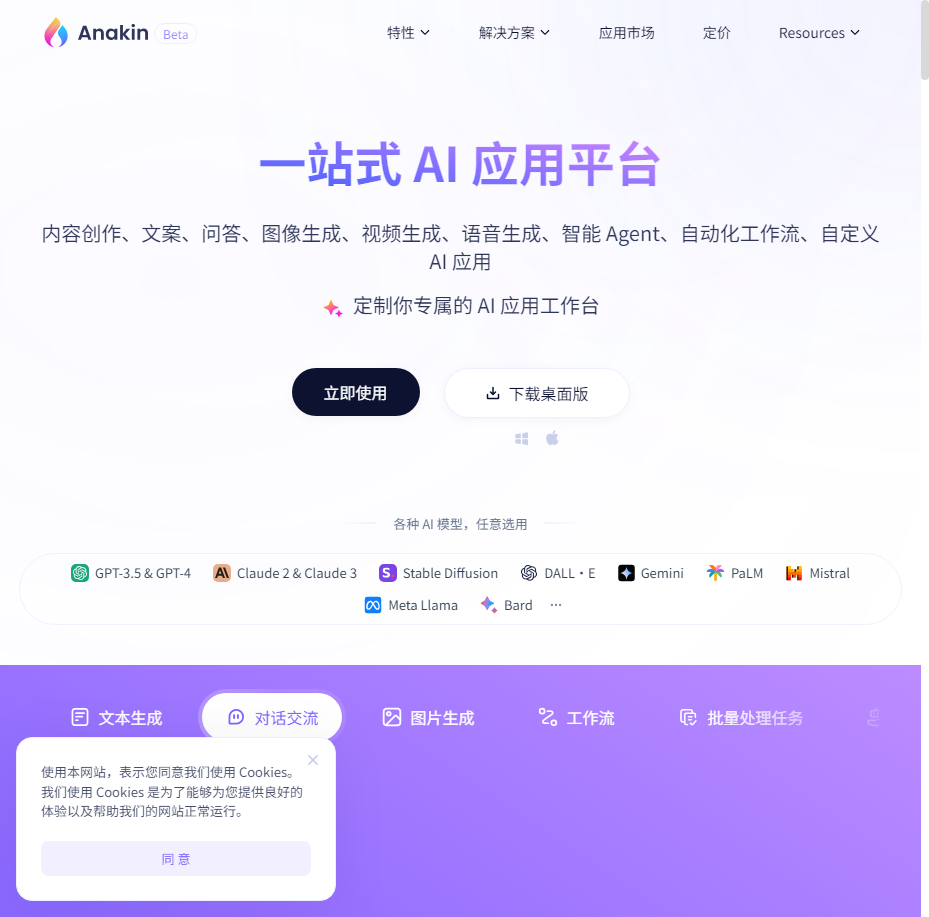 Anakin Beta
特性
解决方案
应用市场
定价
Resources
一站式 AI 应用平台
内容创作、文案、问答、图像生成、视频生成、语音生成、智能 Agent、自动化工作流、自定义
AI 应用
定制你专属的 AI 应用工作台
立即使用
下载桌面版
各种 AI 模型，任意选用
GPT-3.5 & GPT-4
Claude 2 & Claude 3
Stable Diffusion
DALL・E
Gemini
PaLM
Mistral
Meta Llama
Bard
···
文本生成
对话交流
图片生成
工作流
批量处理任务
使用本网站，表示您同意我们使用 Cookies。
我们使用 Cookies 是为了能够为您提供良好的
体验以及帮助我们的网站正常运行。
同 意